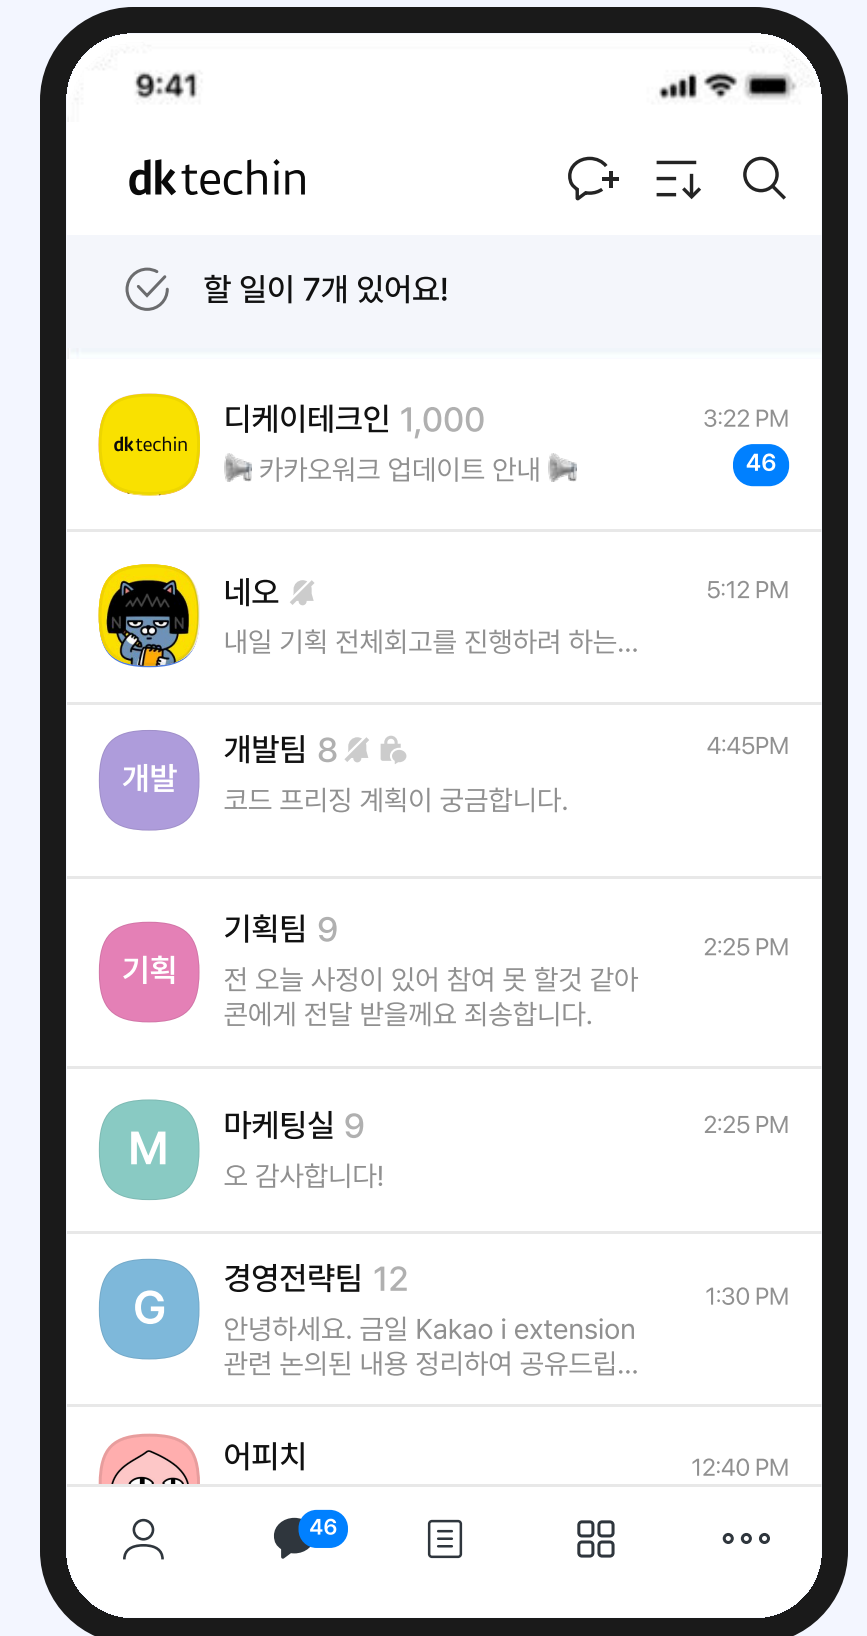 9:41
dktechin
할 일이 7개 있어요!
dktechin
디케이테크인 1,000
3:22 PM
카카오워크 업데이트 안내
46
네오
5:12 PM
N N
내일 기획 전체회고를 진행하려 하는...
개발
개발팀 8
4:45PM
코드 프리징 계획이 궁금합니다.
기획
기획팀 9
2:25 PM
전 오늘 사정이 있어 참여 못 할것 같아
콘에게 전달 받을께요 죄송합니다.
M
마케팅실 9
2:25 PM
오 감사합니다!
G
경영전략팀 12
1:30 PM
안녕하세요. 금일 Kakao i extension
관련 논의된 내용 정리하여 공유드립...
어피치
12:40 PM
46